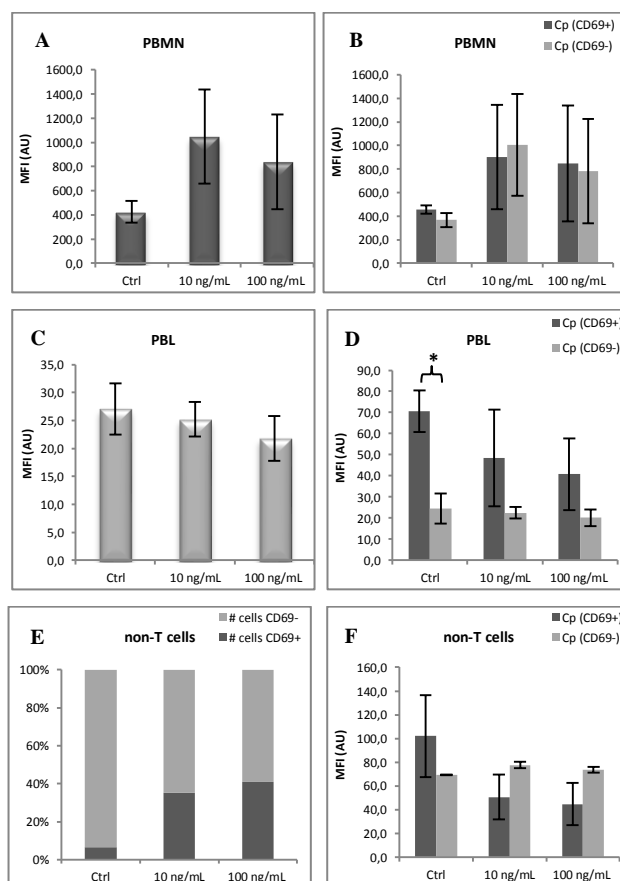 A
PBMN
1600,0
1400,0
1200,0
1000,0
800,0
600,0
400,0
200,0
0,0
MFI (AU)
Ctrl 10 ng/mL 100 ng/mL
B
PBMN
Cp (CD69+)
Cp (CD69-)
1600,0
1400,0
1200,0
1000,0
800,0
600,0
400,0
200,0
0,0
MFI (AU)
Ctrl 10 ng/mL 100 ng/mL
C
PBL
35,0
30,0
25,0
20,0
15,0
10,0
5,0
0,0
MFI (AU)
Ctrl 10 ng/mL 100 ng/mL
D
PBL
Cp (CD69+)
Cp (CD69-)
*
90,0
80,0
70,0
60,0
50,0
40,0
30,0
20,0
10,0
0,0
MFI (AU)
Ctrl 10 ng/mL 100 ng/mL
E
non-T cells
# cells CD69-
# cells CD69+
100%
80%
60%
40%
20%
0%
Ctrl 10 ng/mL 100 ng/mL
F
non-T cells
Cp (CD69+)
Cp (CD69-)
160,0
140,0
120,0
100,0
80,0
60,0
40,0
20,0
0,0
MFI (AU)
Ctrl 10 ng/mL 100 ng/mL